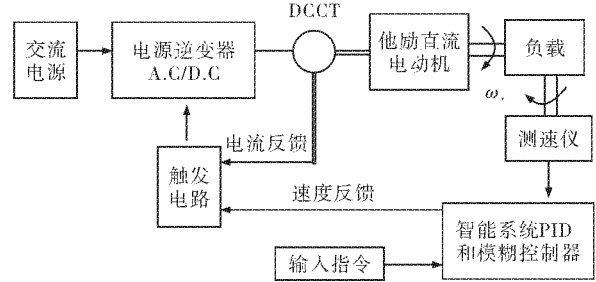 DCCT
交流
电源
电源逆变器
A.C/D.C
他励直流
电动机
负载
ω.
电流反馈
测速仪
触发
电路
速度反馈
智能系统PID
和模糊控制器
输入指令